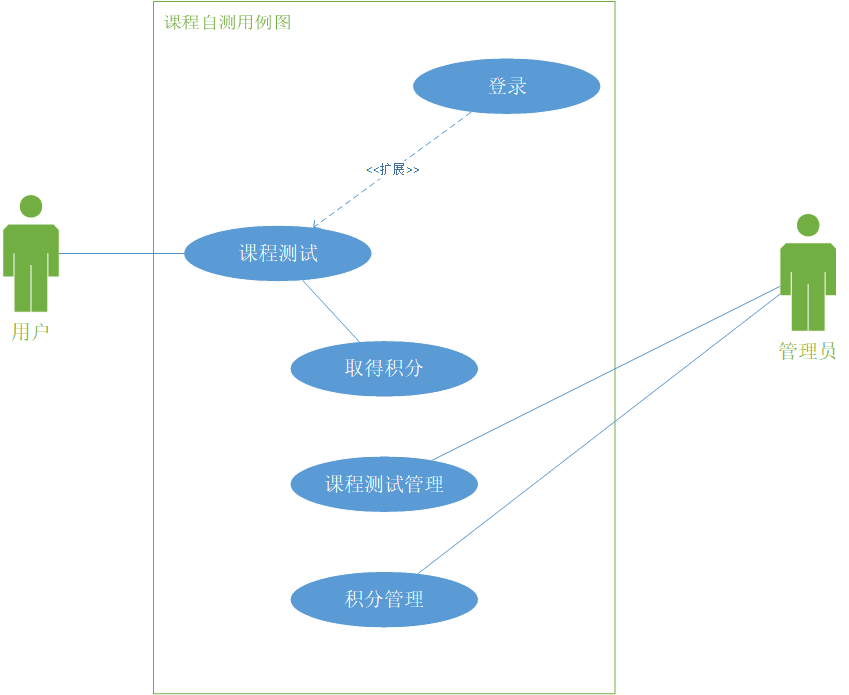 课程自测用例图
登录
<<扩展>>
课程测试
用户
管理员
取得积分
课程测试管理
积分管理